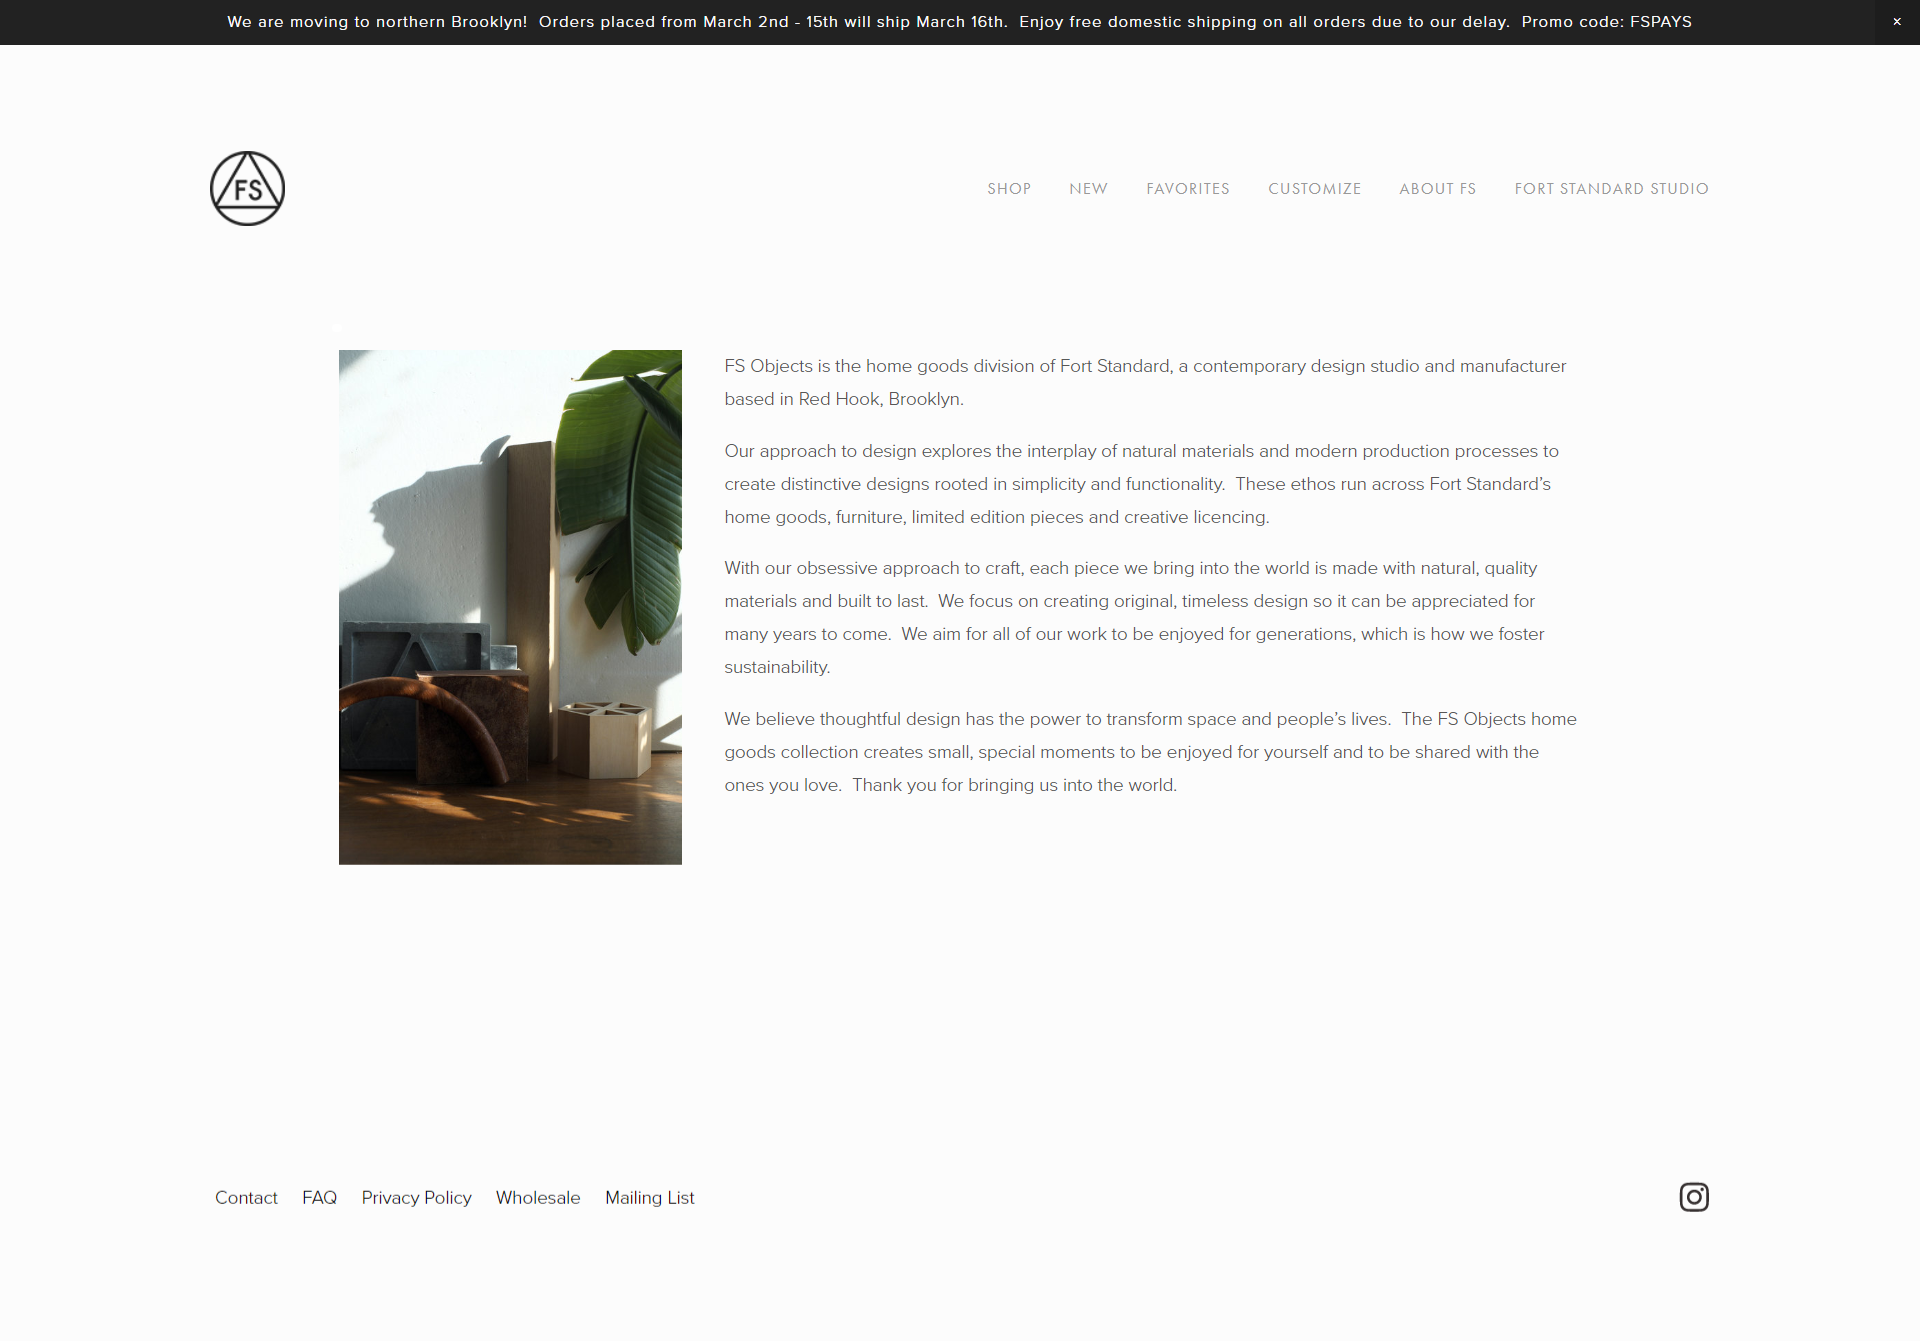 We are moving to northern Brooklyn!  Orders placed from March 2nd - 15th will ship March 16th.  Enjoy free domestic shipping on all orders due to our delay.  Promo code: FSPAYS ×
FS
SHOP NEW FAVORITES CUSTOMIZE ABOUT FS FORT STANDARD STUDIO
FS Objects is the home goods division of Fort Standard, a contemporary design studio and manufacturer
based in Red Hook, Brooklyn.
Our approach to design explores the interplay of natural materials and modern production processes to
create distinctive designs rooted in simplicity and functionality.  These ethos run across Fort Standard’s
home goods, furniture, limited edition pieces and creative licencing.
With our obsessive approach to craft, each piece we bring into the world is made with natural, quality
materials and built to last.  We focus on creating original, timeless design so it can be appreciated for
many years to come.  We aim for all of our work to be enjoyed for generations, which is how we foster
sustainability.
We believe thoughtful design has the power to transform space and people’s lives.  The FS Objects home
goods collection creates small, special moments to be enjoyed for yourself and to be shared with the
ones you love.  Thank you for bringing us into the world.
Contact FAQ Privacy Policy Wholesale Mailing List